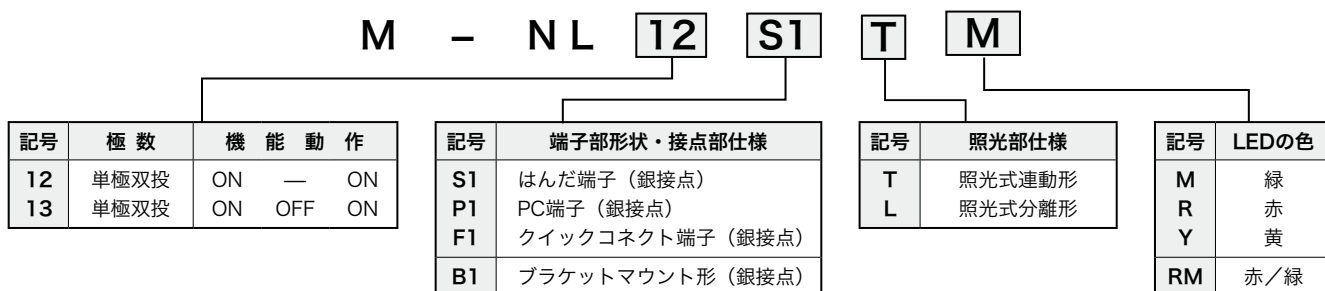 M – NL 12 S1 T M
記号 極数 機能動作
12 単極双投 ON — ON
13 単極双投 ON OFF ON
記号 端子部形状・接点部仕様
S1 はんだ端子（銀接点）
P1 PC端子（銀接点）
F1 クイックコネクト端子（銀接点）
B1 ブラケットマウント形（銀接点）
記号 照光部仕様
T 照光式連動形
L 照光式分離形
記号 LEDの色
M 緑
R 赤
Y 黄
RM 赤／緑